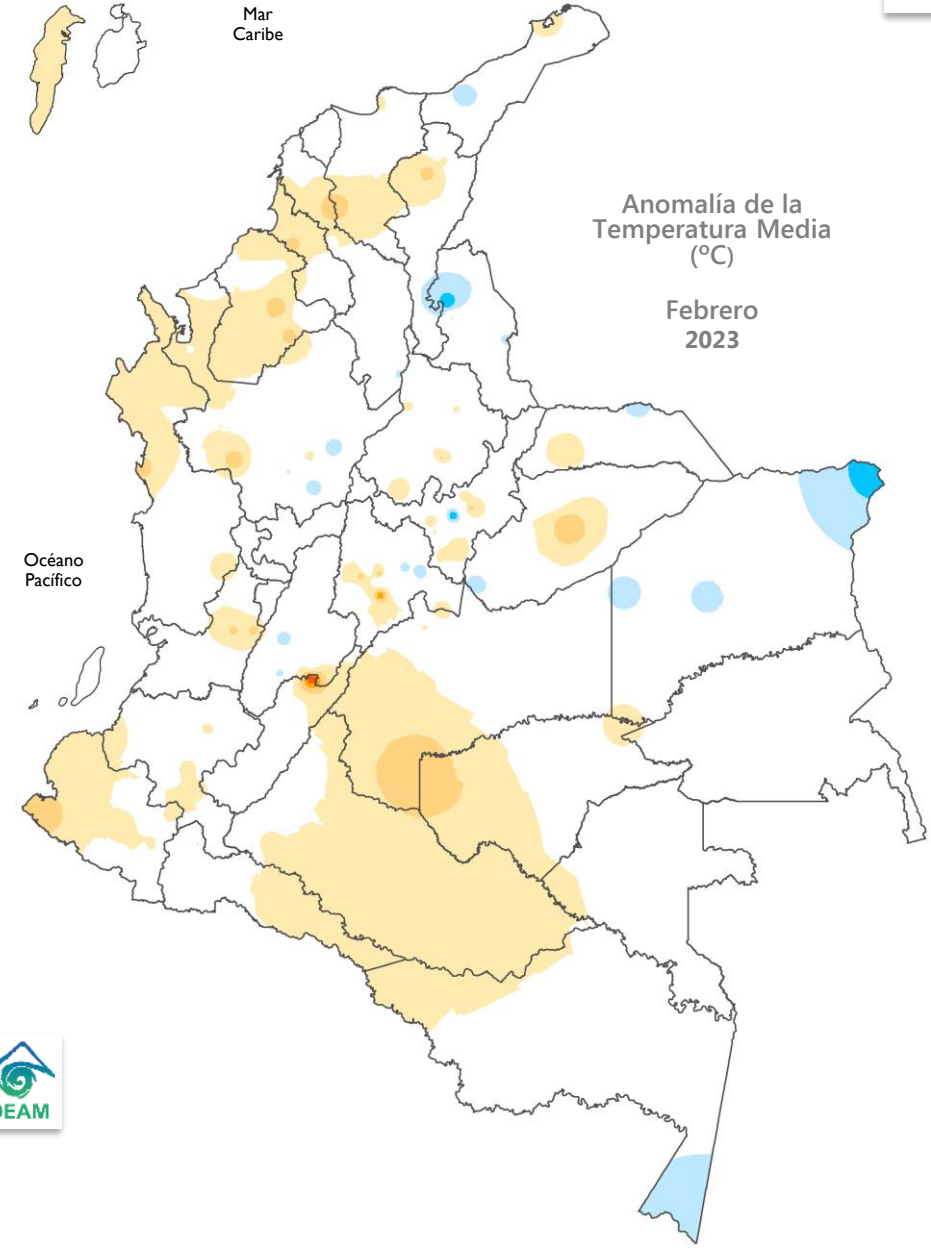 Mar
Caribe
Anomalía de la
Temperatura Media
(ºC)
Febrero
2023
Océano
Pacífico
DEAM